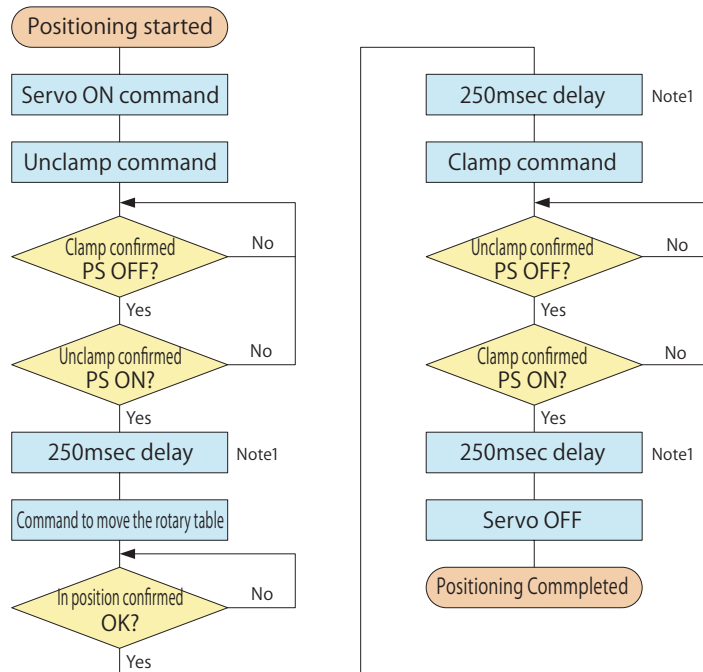 Positioning started
Servo ON command
Unclamp command
Clamp confirmed
PS OFF?
No
Yes
Unclamp confirmed
PS ON?
No
Yes
250msec delay
Note1
Command to move the rotary table
In position confirmed
OK?
No
Yes
250msec delay
Note1
Clamp command
Unclamp confirmed
PS OFF?
No
Yes
Clamp confirmed
PS ON?
No
Yes
250msec delay
Note1
Servo OFF
Positioning Commpleted